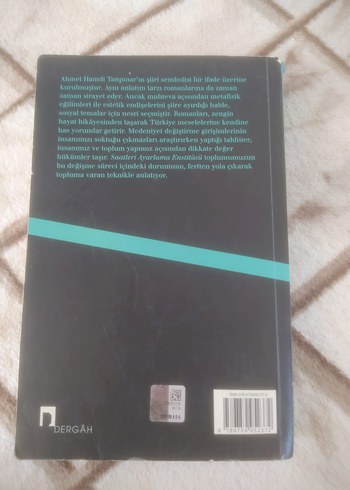 Ahmet Hamdi Tanpınar'ın şiiri sembolist bir ifade üzerine
kurulmuştur. Aynı anlatım tarzı romanlarına da zaman
zaman sirayet eder. Ancak muhteva açısından metafizik
eğilimleri ile estetik endişelerini şiire ayırdığı halde,
sosyal temalar için nesri seçmiştir. Romanları, zengin
hayat hikâyesinden taşarak Türkiye meselelerine kendine
has yorumlar getirir. Medeniyet değiştirme girişimlerinin
insanımızı soktuğu çıkmazları araştırırken yaptığı tahliller,
insanımız ve toplum yapımız açısından dikkate değer
hükümler taşır. Saatleri Ayarlama Enstitüsü toplumumuzun
bu değişme süreci içindeki durumunu, fertten yola çıkarak
topluma varan teknikle anlatıyor.
DERGÂH